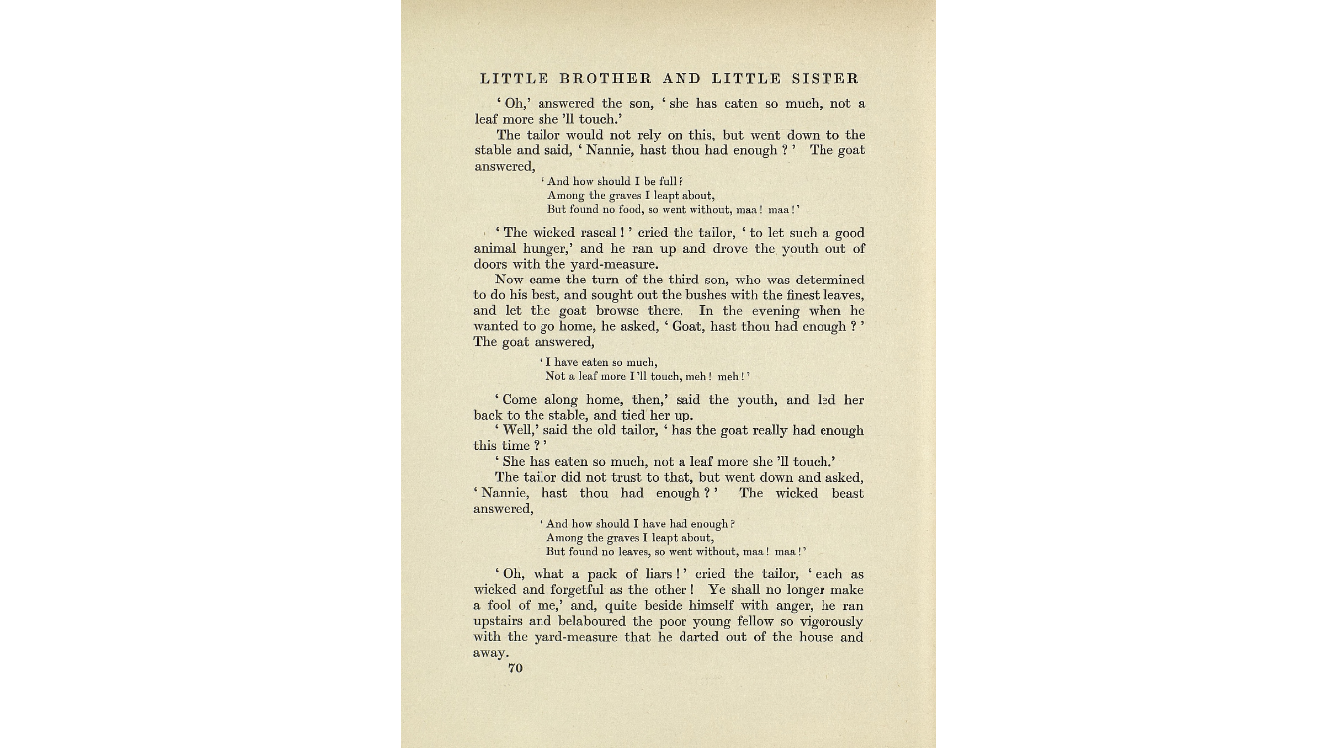 LITTLE BROTHER AND LITTLE SISTER
‘ Oh,’ answered the son, ‘ she has eaten so much, not a
leaf more she ’ll touch.’
The tailor would not rely on this, but went down to the
stable and said, ‘ Nannie, hast thou had enough ? ’ The goat
answered,
‘ And how should I be full ?
Among the graves I leapt about,
But found no food, so went without, maa ! maa ! ’
‘ The wicked rascal ! ’ cried the tailor, ‘ to let such a good
animal hunger,’ and he ran up and drove the youth out of
doors with the yard-measure.
Now came the turn of the third son, who was determined
to do his best, and sought out the bushes with the finest leaves,
and let the goat browse there. In the evening when he
wanted to go home, he asked, ‘ Goat, hast thou had enough ? ’
The goat answered,
‘ I have eaten so much,
Not a leaf more I ’ll touch, meh ! meh ! ’
‘ Come along home, then,’ said the youth, and led her
back to the stable, and tied her up.
‘ Well,’ said the old tailor, ‘ has the goat really had enough
this time ? ’
‘ She has eaten so much, not a leaf more she ’ll touch.’
The tailor did not trust to that, but went down and asked,
‘ Nannie, hast thou had enough ? ’ The wicked beast
answered,
‘ And how should I have had enough ?
Among the graves I leapt about,
But found no leaves, so went without, maa ! maa ! ’
‘ Oh, what a pack of liars ! ’ cried the tailor, ‘ each as
wicked and forgetful as the other ! Ye shall no longer make
a fool of me,’ and, quite beside himself with anger, he ran
upstairs and belaboured the poor young fellow so vigorously
with the yard-measure that he darted out of the house and
away.
70